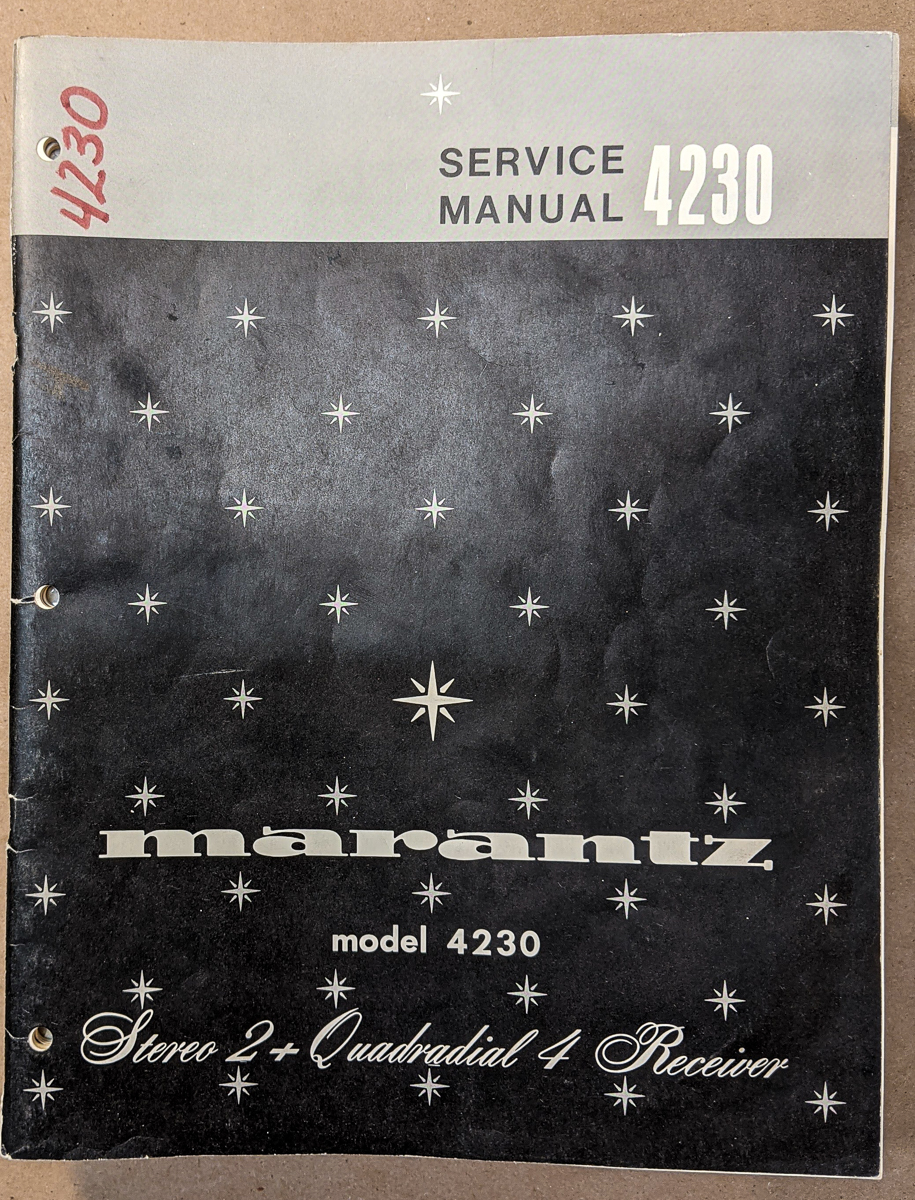 4230
SERVICE
MANUAL 4230
marantz
model 4230
Stereo 2 + Quadradial 4 Receiver